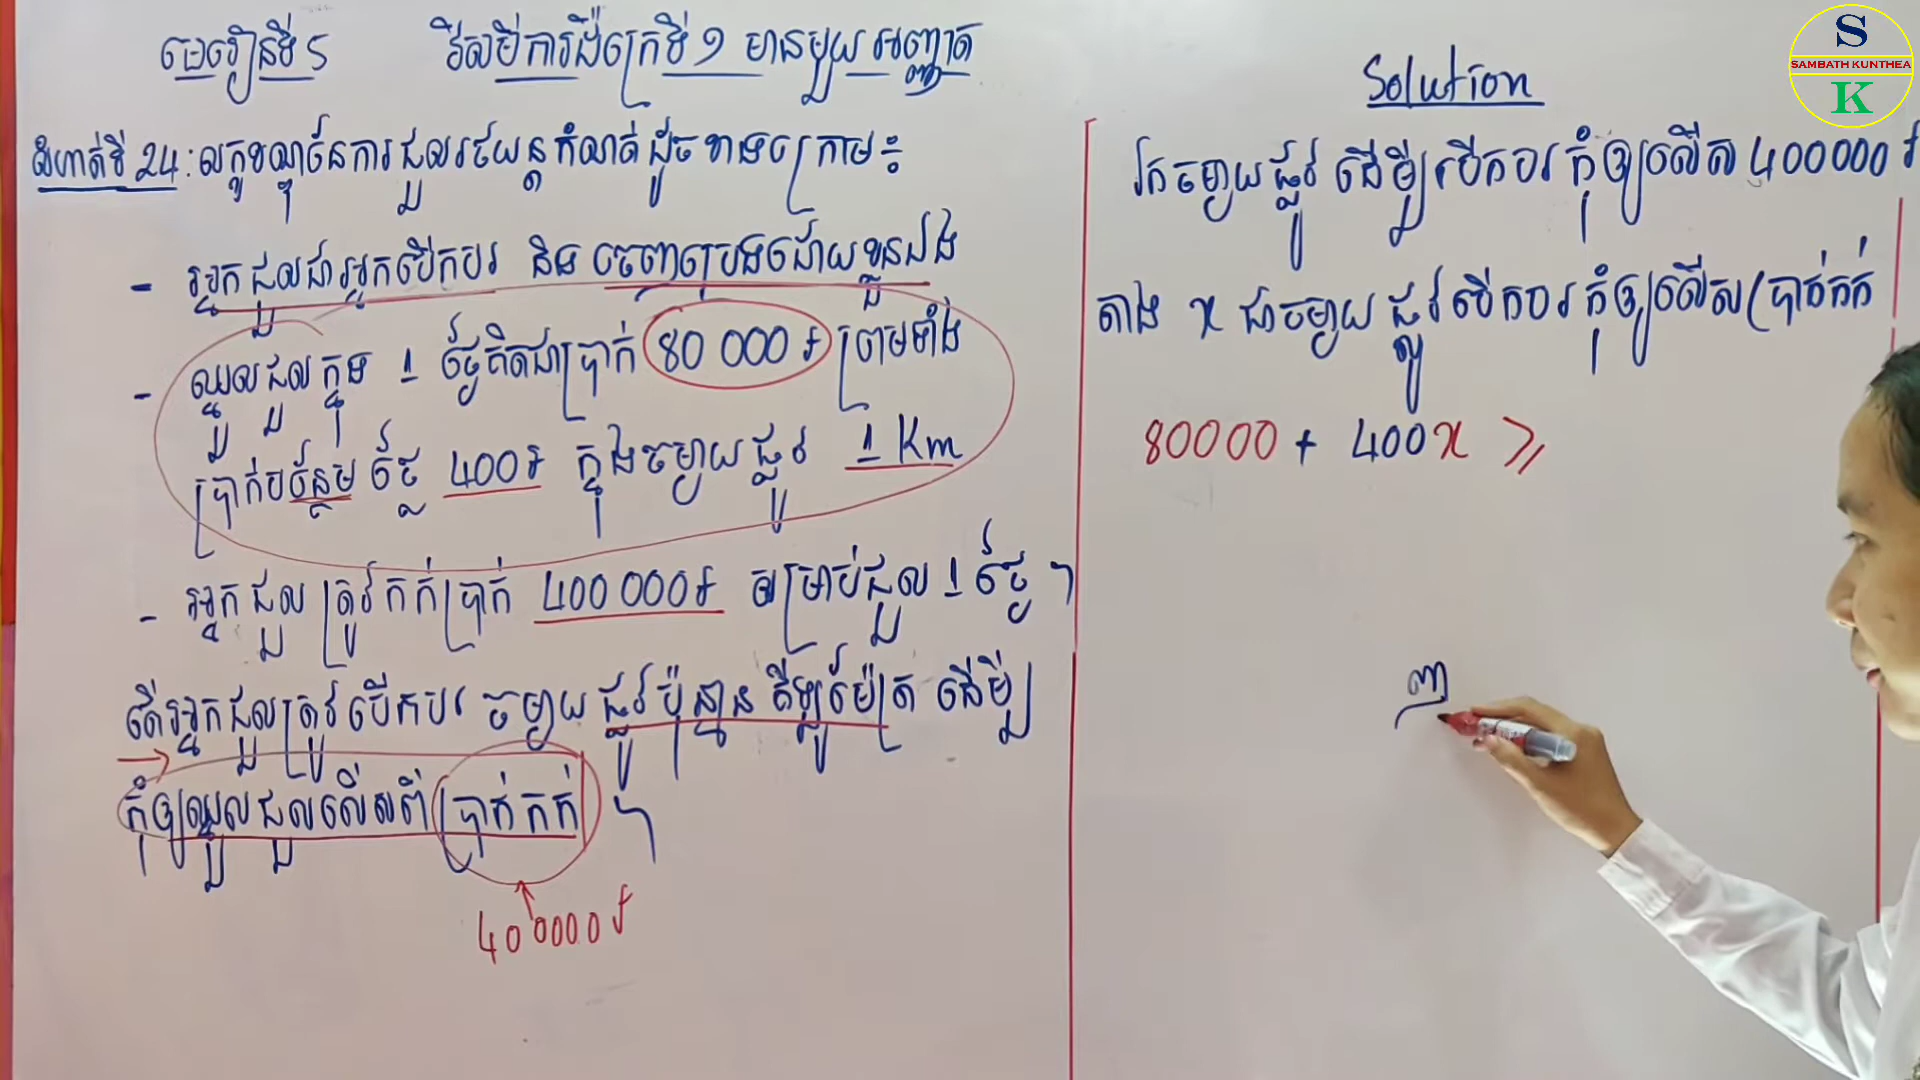 មេរៀនទី 5 វិសមីការដឺក្រេទី ១ មានមួយអញ្ញាត
លំហាត់ទី 24 : លក្ខខណ្ឌនៃការជួលរថយន្តកំណត់ដូចខាងក្រោម ៖
- អ្នកជួលជាអ្នកបើកបរ និង ចេញប្រេងដោយខ្លួនឯង
- ឈ្នួលជួលក្នុង 1 ថ្ងៃគិតជាប្រាក់ 80 000 ៛ ព្រមទាំង
ប្រាក់បន្ថែម ថ្លៃ 400៛ ក្នុងចម្ងាយផ្លូវ 1 Km
- អ្នកជួល ត្រូវកក់ប្រាក់ 400 000៛ សម្រាប់ជួល 1 ថ្ងៃ ។
តើអ្នកជួលត្រូវបើកបរ ចម្ងាយ ផ្លូវប៉ុន្មាន គីឡូម៉ែត្រ ដើម្បី
កុំឲ្យឈ្នួលជួលលើសពី ប្រាក់កក់ ។
400000 ៛
Solution
រកចម្ងាយផ្លូវ ដើម្បីបើកបរ កុំឲ្យលើស 400000 ៛
តាង x ជាចម្ងាយផ្លូវបើកបរ កុំឲ្យលើសប្រាក់កក់
80000 + 400x ⩾
S
SAMBATH KUNTHEA
K